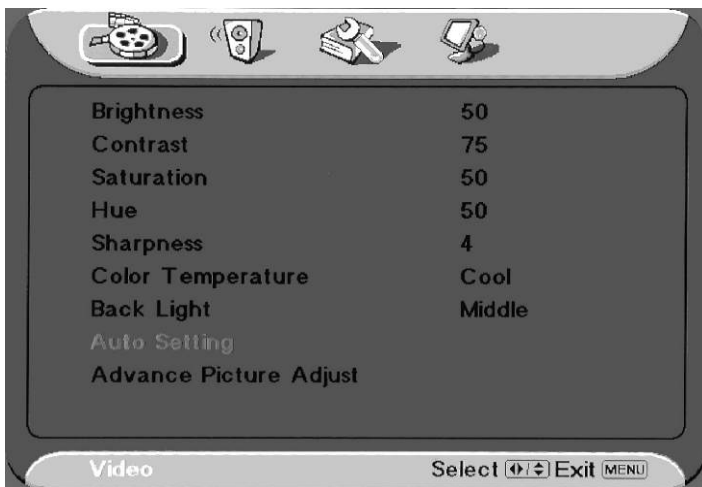 Brightness 50
Contrast 75
Saturation 50
Hue 50
Sharpness 4
Color Temperature Cool
Back Light Middle
Auto Setting
Advance Picture Adjust
Video Select Exit MENU